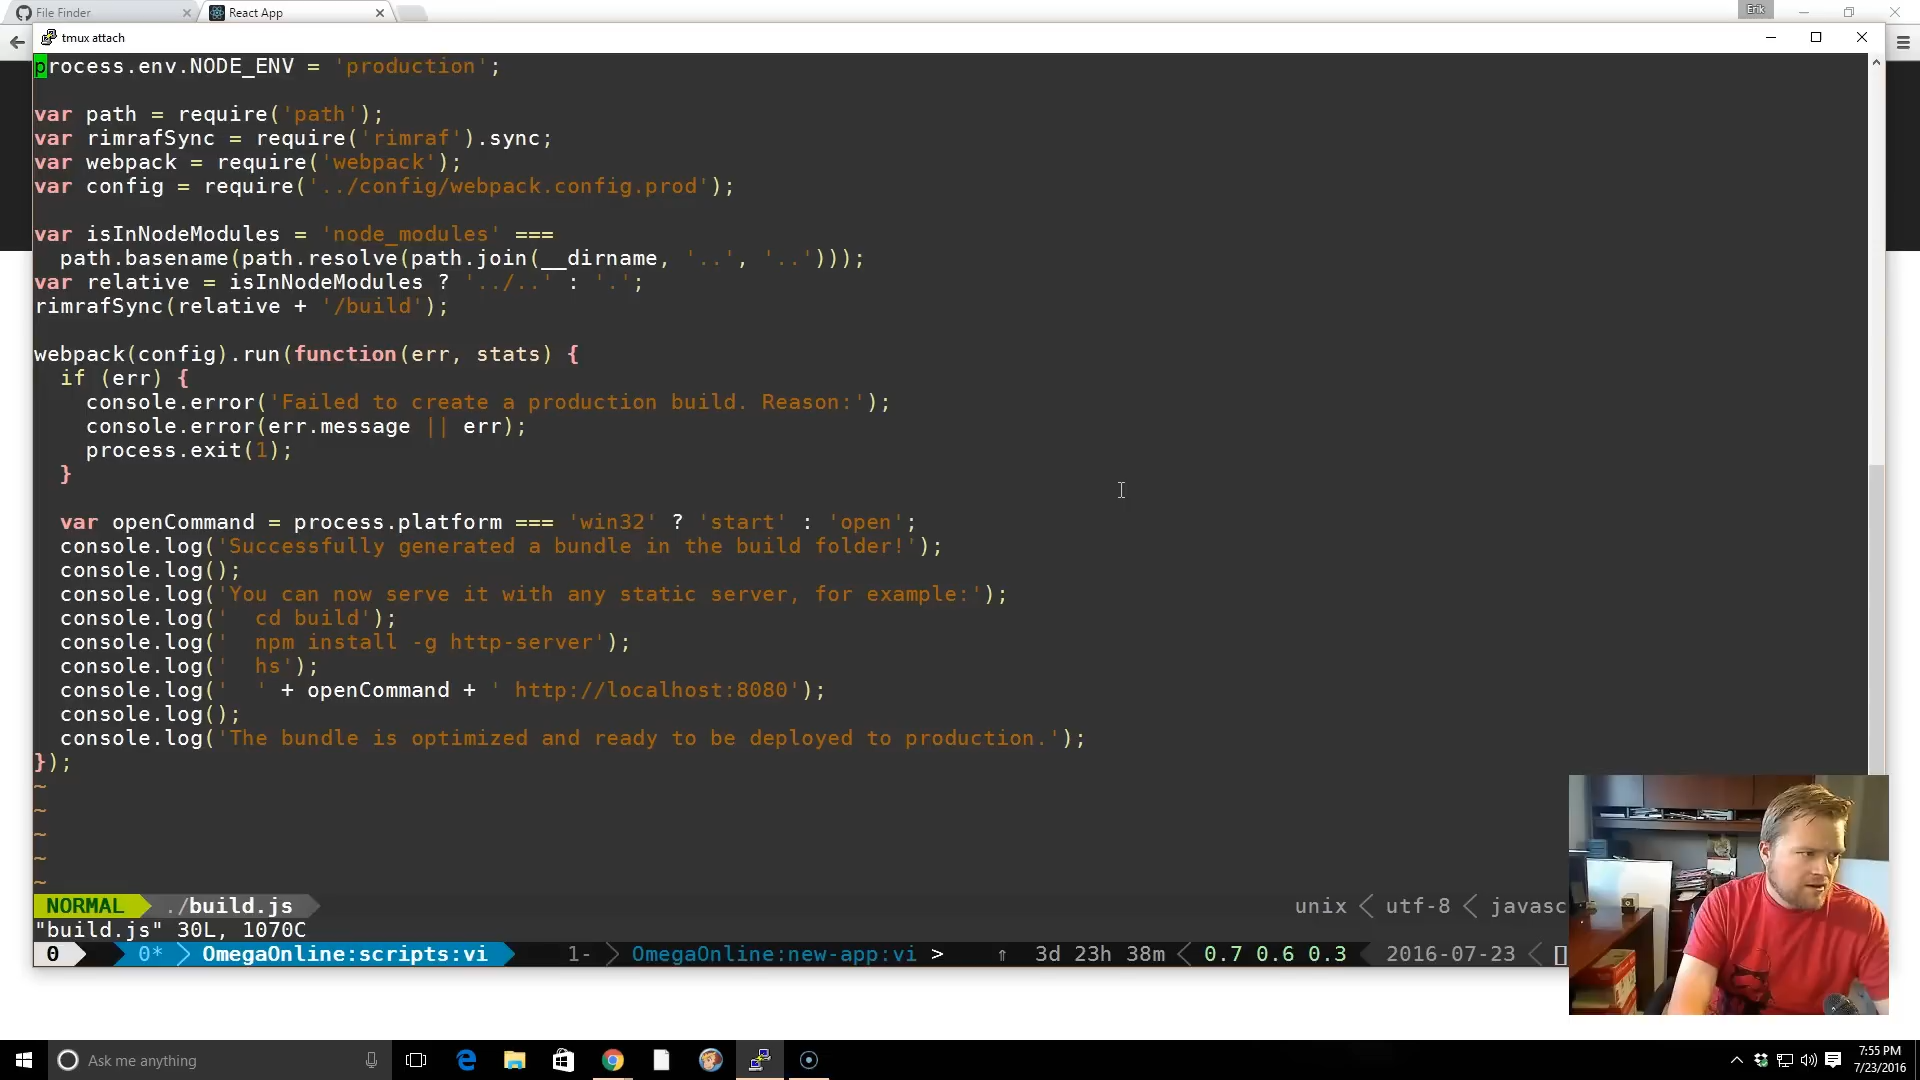 File Finder
React App
Erik
tmux attach
process.env.NODE_ENV = 'production';
var path = require('path');
var rimrafSync = require('rimraf').sync;
var webpack = require('webpack');
var config = require('../config/webpack.config.prod');
var isInNodeModules = 'node_modules' ===
  path.basename(path.resolve(path.join(__dirname, '..', '..')));
var relative = isInNodeModules ? '../..' : '.';
rimrafSync(relative + '/build');
webpack(config).run(function(err, stats) {
  if (err) {
    console.error('Failed to create a production build. Reason:');
    console.error(err.message || err);
    process.exit(1);
  }
  var openCommand = process.platform === 'win32' ? 'start' : 'open';
  console.log('Successfully generated a bundle in the build folder!');
  console.log();
  console.log('You can now serve it with any static server, for example:');
  console.log('  cd build');
  console.log('  npm install -g http-server');
  console.log('  hs');
  console.log('  ' + openCommand + ' http://localhost:8080');
  console.log();
  console.log('The bundle is optimized and ready to be deployed to production.');
});
~
~
~
~
~
NORMAL ./build.js unix < utf-8 < javasc
"build.js" 30L, 1070C
0 0* OmegaOnline:scripts:vi 1- OmegaOnline:new-app:vi > ↑ 3d 23h 38m < 0.7 0.6 0.3 2016-07-23 < []
Ask me anything
7:55 PM
7/23/2016